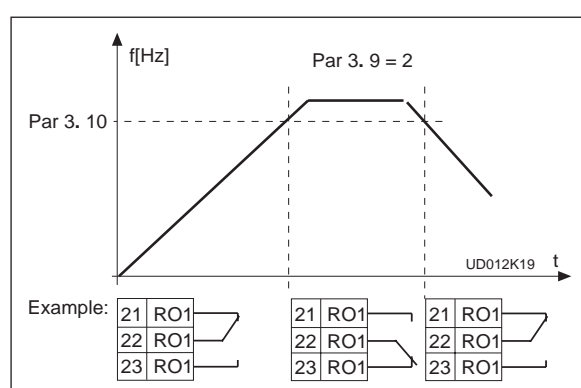 f[Hz]
Par 3. 9 = 2
Par 3. 10
UD012K19
t
Example:
21 RO1
22 RO1
23 RO1
21 RO1
22 RO1
23 RO1
21 RO1
22 RO1
23 RO1